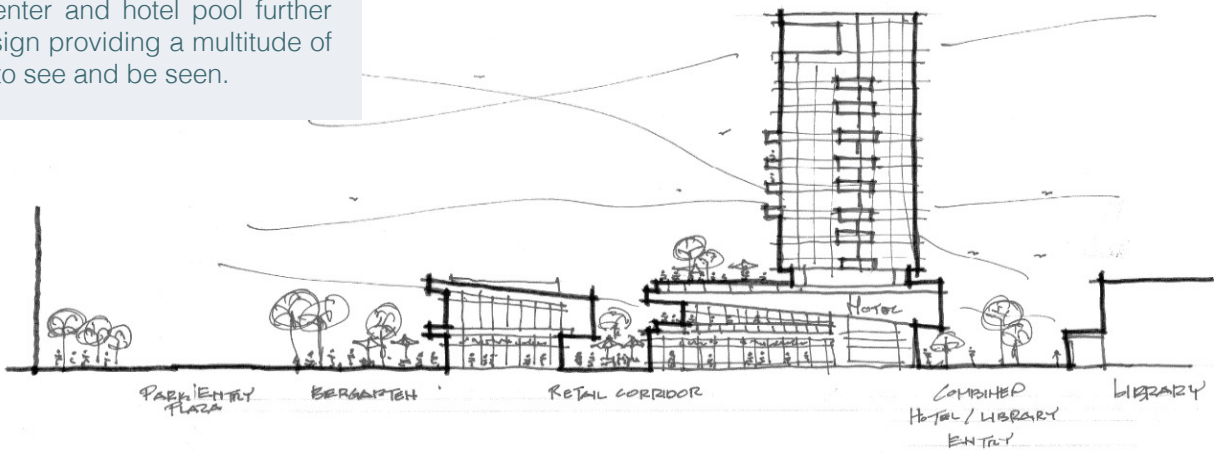 enter and hotel pool further
sign providing a multitude of
to see and be seen.
HOTEL
PARK/ENTRY
PLAZA
BERGARTEN
RETAIL CORRIDOR
COMBINED
HOTEL/LIBRARY
ENTRY
LIBRARY